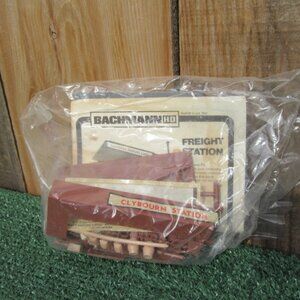 BACHMANN HO
FREIGHT
STATION
CLYBOURN STATION